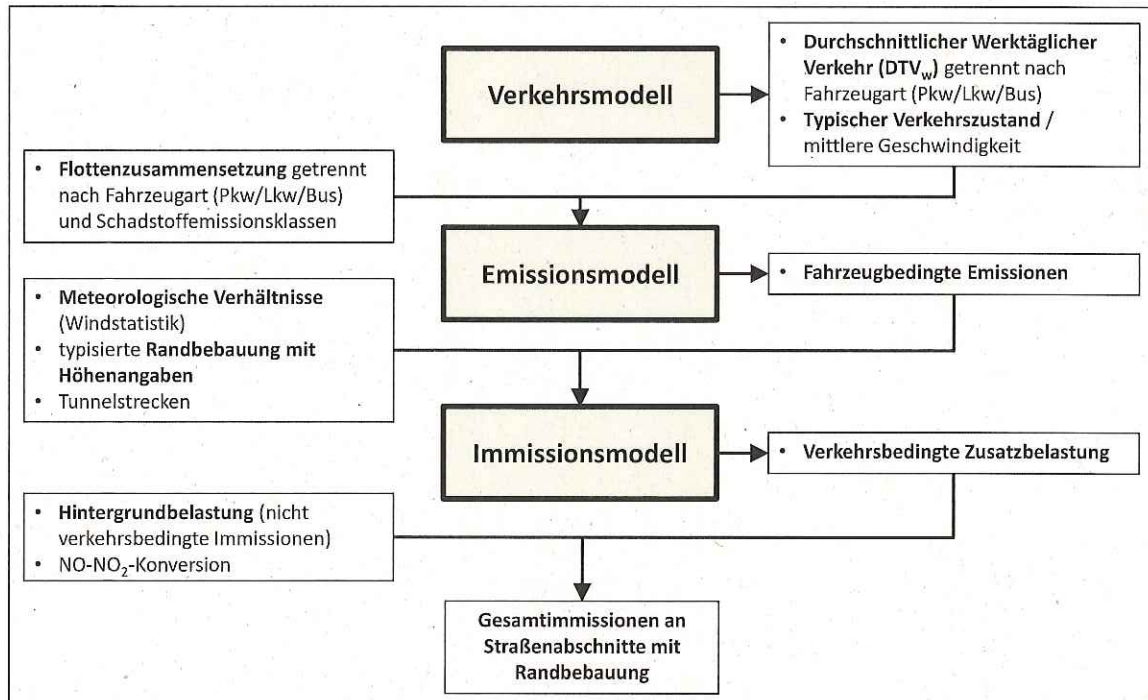 Verkehrsmodell
• Durchschnittlicher Werktäglicher
Verkehr (DTVw) getrennt nach
Fahrzeugart (Pkw/Lkw/Bus)
• Typischer Verkehrszustand /
mittlere Geschwindigkeit
• Flottenzusammensetzung getrennt
nach Fahrzeugart (Pkw/Lkw/Bus)
und Schadstoffemissionsklassen
Emissionsmodell
• Fahrzeugbedingte Emissionen
• Meteorologische Verhältnisse
(Windstatistik)
• typisierte Randbebauung mit
Höhenangaben
• Tunnelstrecken
Immissionsmodell
• Verkehrsbedingte Zusatzbelastung
• Hintergrundbelastung (nicht
verkehrsbedingte Immissionen)
• NO-NO₂-Konversion
Gesamtimmissionen an
Straßenabschnitte mit
Randbebauung